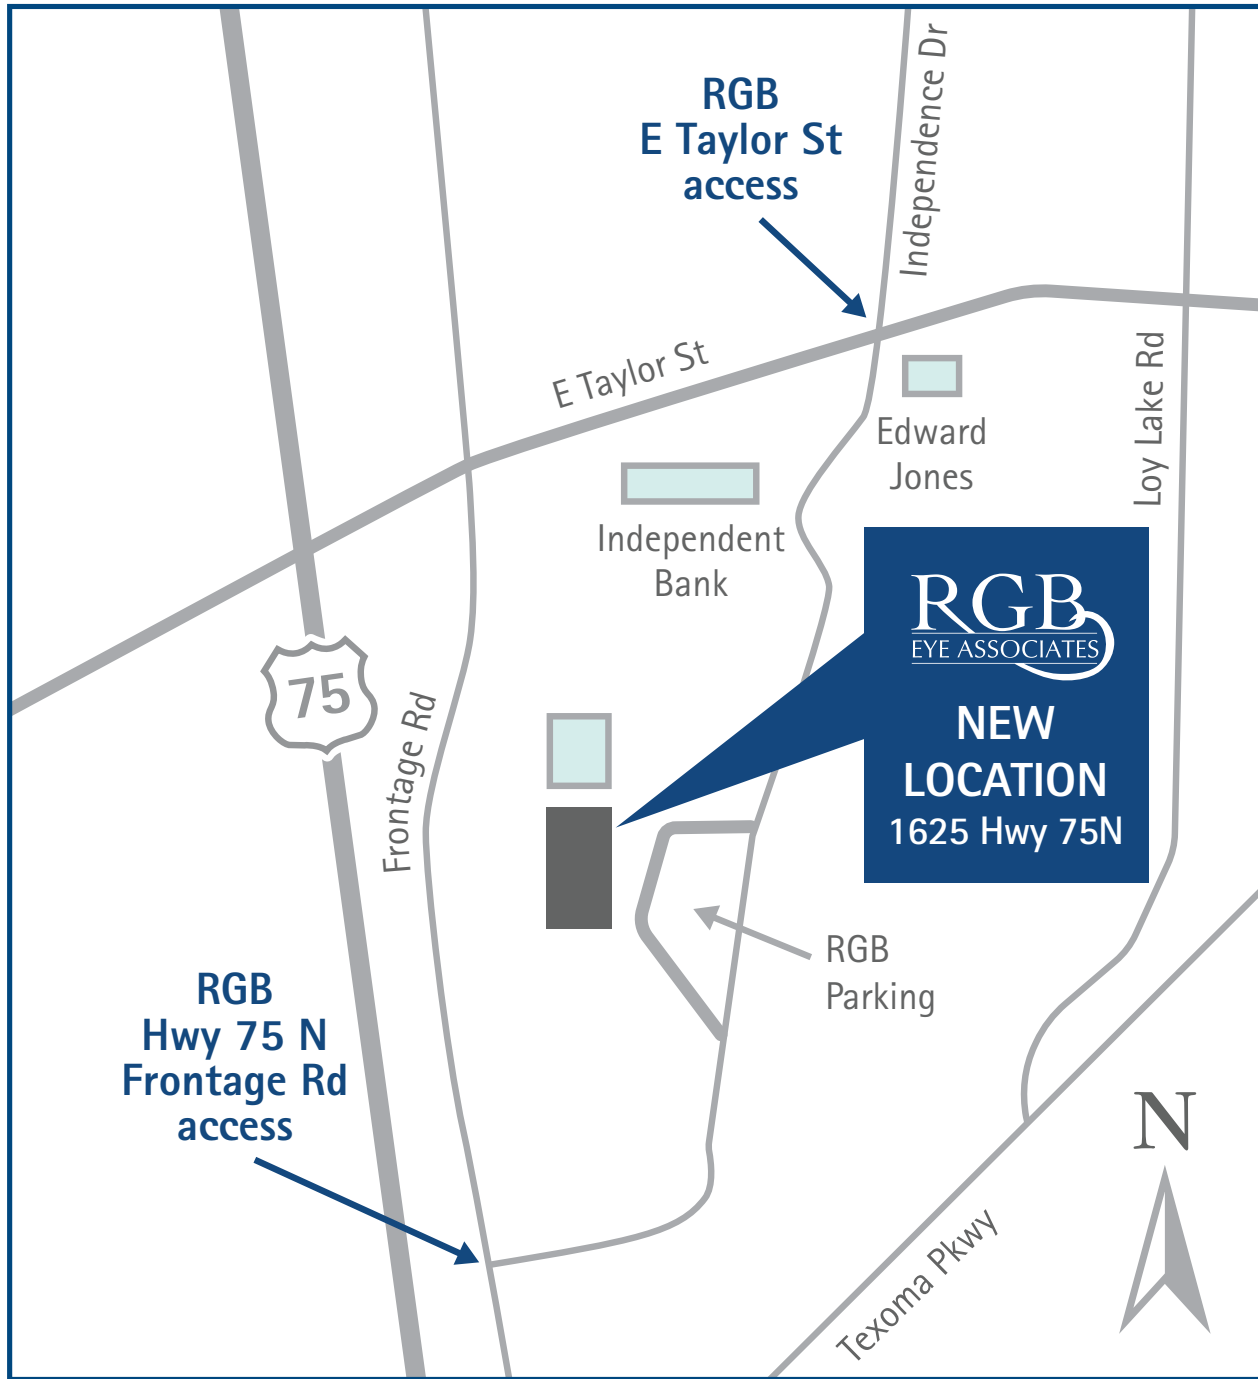 RGB
E Taylor St
access
Independence Dr
E Taylor St
Edward
Jones
Loy Lake Rd
Independent
Bank
RGB
EYE ASSOCIATES
NEW
LOCATION
1625 Hwy 75N
75
Frontage Rd
RGB
Parking
RGB
Hwy 75 N
Frontage Rd
access
N
Texoma Pkwy